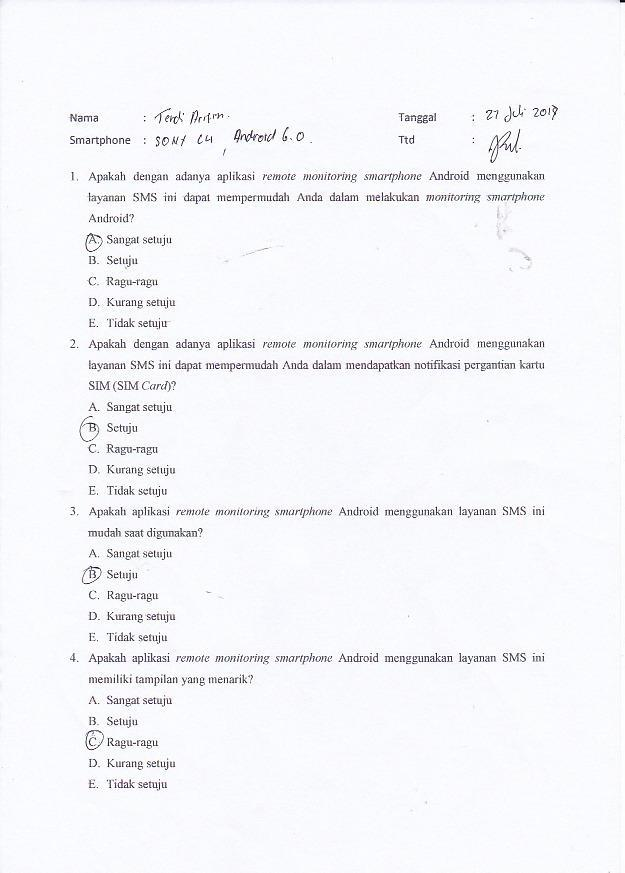 Nama : Terdi Tanggal : 27 Juli 2017
Smartphone : SONY C4, Android 6.0. Ttd :
1. Apakah dengan adanya aplikasi remote monitoring smartphone Android menggunakan
layanan SMS ini dapat mempermudah Anda dalam melakukan monitoring smartphone
Android?
A. Sangat setuju
B. Setuju
C. Ragu-ragu
D. Kurang setuju
E. Tidak setuju
2. Apakah dengan adanya aplikasi remote monitoring smartphone Android menggunakan
layanan SMS ini dapat mempermudah Anda dalam mendapatkan notifikasi pergantian kartu
SIM (SIM Card)?
A. Sangat setuju
B. Setuju
C. Ragu-ragu
D. Kurang setuju
E. Tidak setuju
3. Apakah aplikasi remote monitoring smartphone Android menggunakan layanan SMS ini
mudah saat digunakan?
A. Sangat setuju
B. Setuju
C. Ragu-ragu
D. Kurang setuju
E. Tidak setuju
4. Apakah aplikasi remote monitoring smartphone Android menggunakan layanan SMS ini
memiliki tampilan yang menarik?
A. Sangat setuju
B. Setuju
C. Ragu-ragu
D. Kurang setuju
E. Tidak setuju